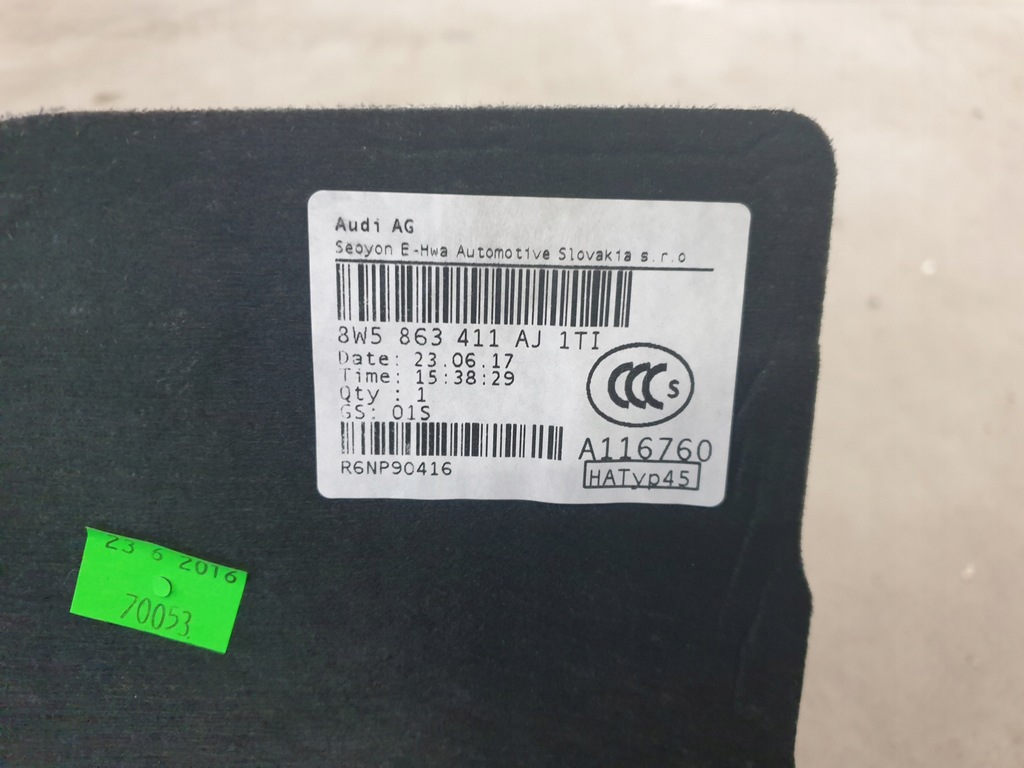 Audi AG
Seoyon E-Hwa Automotive Slovakia s.r.o
8W5 863 411 AJ 1TI
Date: 23.06.17
Time: 15:38:29
Qty : 1
GS: 01S
CCC S
A116760
R6NP90416
HATyp45
23 6 2016
70053